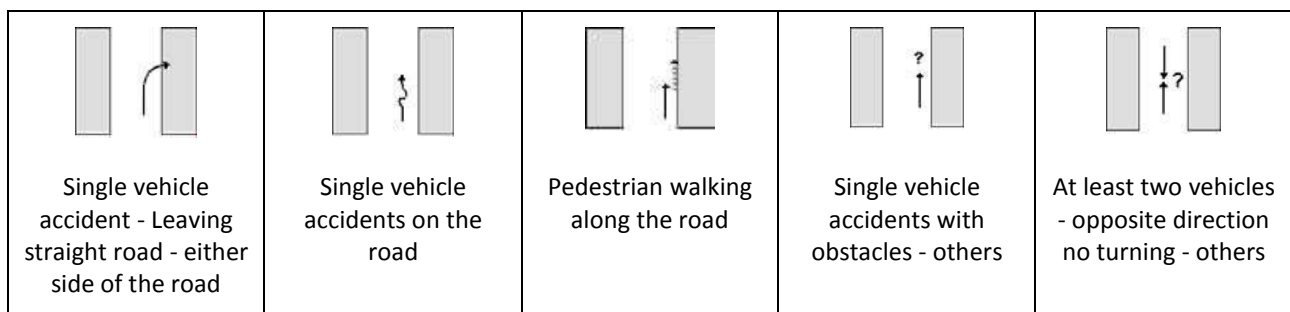 ?
?
Single vehicle
accident - Leaving
straight road - either
side of the road
Single vehicle
accidents on the
road
Pedestrian walking
along the road
Single vehicle
accidents with
obstacles - others
At least two vehicles
- opposite direction
no turning - others